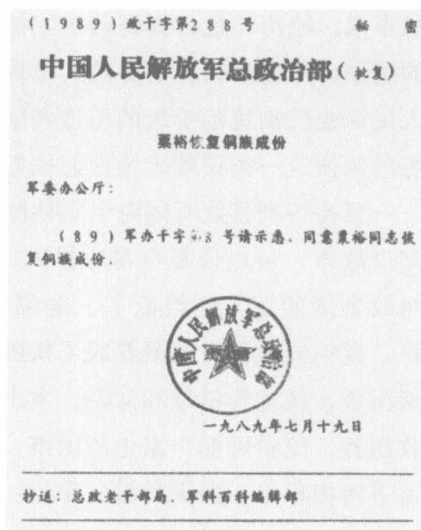 (1989)政干字第288号 秘密
中国人民解放军总政治部(批复)
粟裕恢复侗族成份
军委办公厅:
(89)军办干字 8号请示悉,同意粟裕同志恢
复侗族成份.
中国人民解放军总政治部
一九八九年七月十九日
抄送:总政老干部局、军科百科编辑部